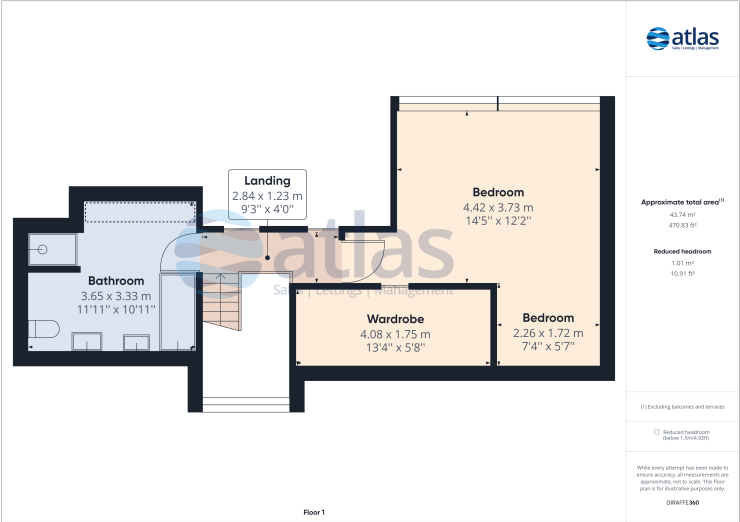 atlas
Sales | Lettings | Management
Landing
2.84 x 1.23 m
9'3'' x 4'0''
Bedroom
4.42 x 3.73 m
14'5'' x 12'2''
atlas
Sales | Lettings | Management
Bathroom
3.65 x 3.33 m
11'11'' x 10'11''
Wardrobe
4.08 x 1.75 m
13'4'' x 5'8''
Bedroom
2.26 x 1.72 m
7'4'' x 5'7''
Floor 1
Approximate total area(1)
43.74 m²
470.83 ft²
Reduced headroom
1.01 m²
10.91 ft²
(1) Excluding balconies and terraces
Reduced headroom
(below 1.5m/4.92ft)
While every attempt has been made to
ensure accuracy, all measurements are
approximate, not to scale. This floor
plan is for illustrative purposes only.
GIRAFFE360